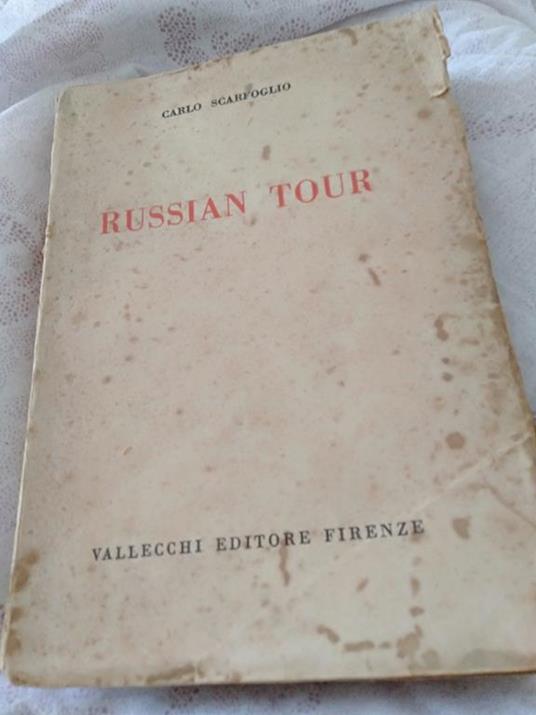 CARLO SCARFOGLIO
RUSSIAN TOUR
VALLECCHI EDITORE FIRENZE